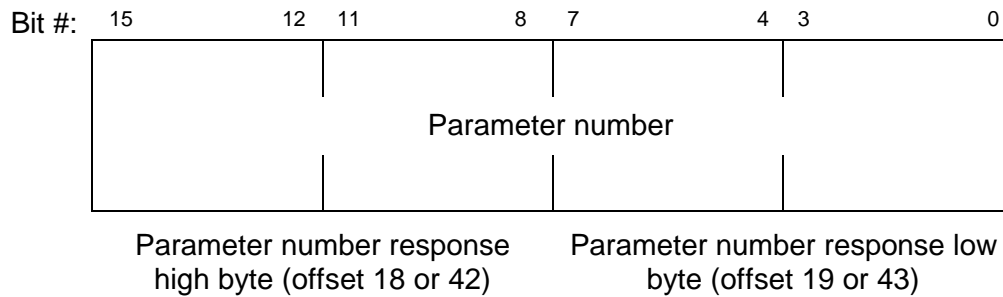 Bit #: 15 12 11 8 7 4 3 0
Parameter number
Parameter number response high byte (offset 18 or 42)
Parameter number response low byte (offset 19 or 43)